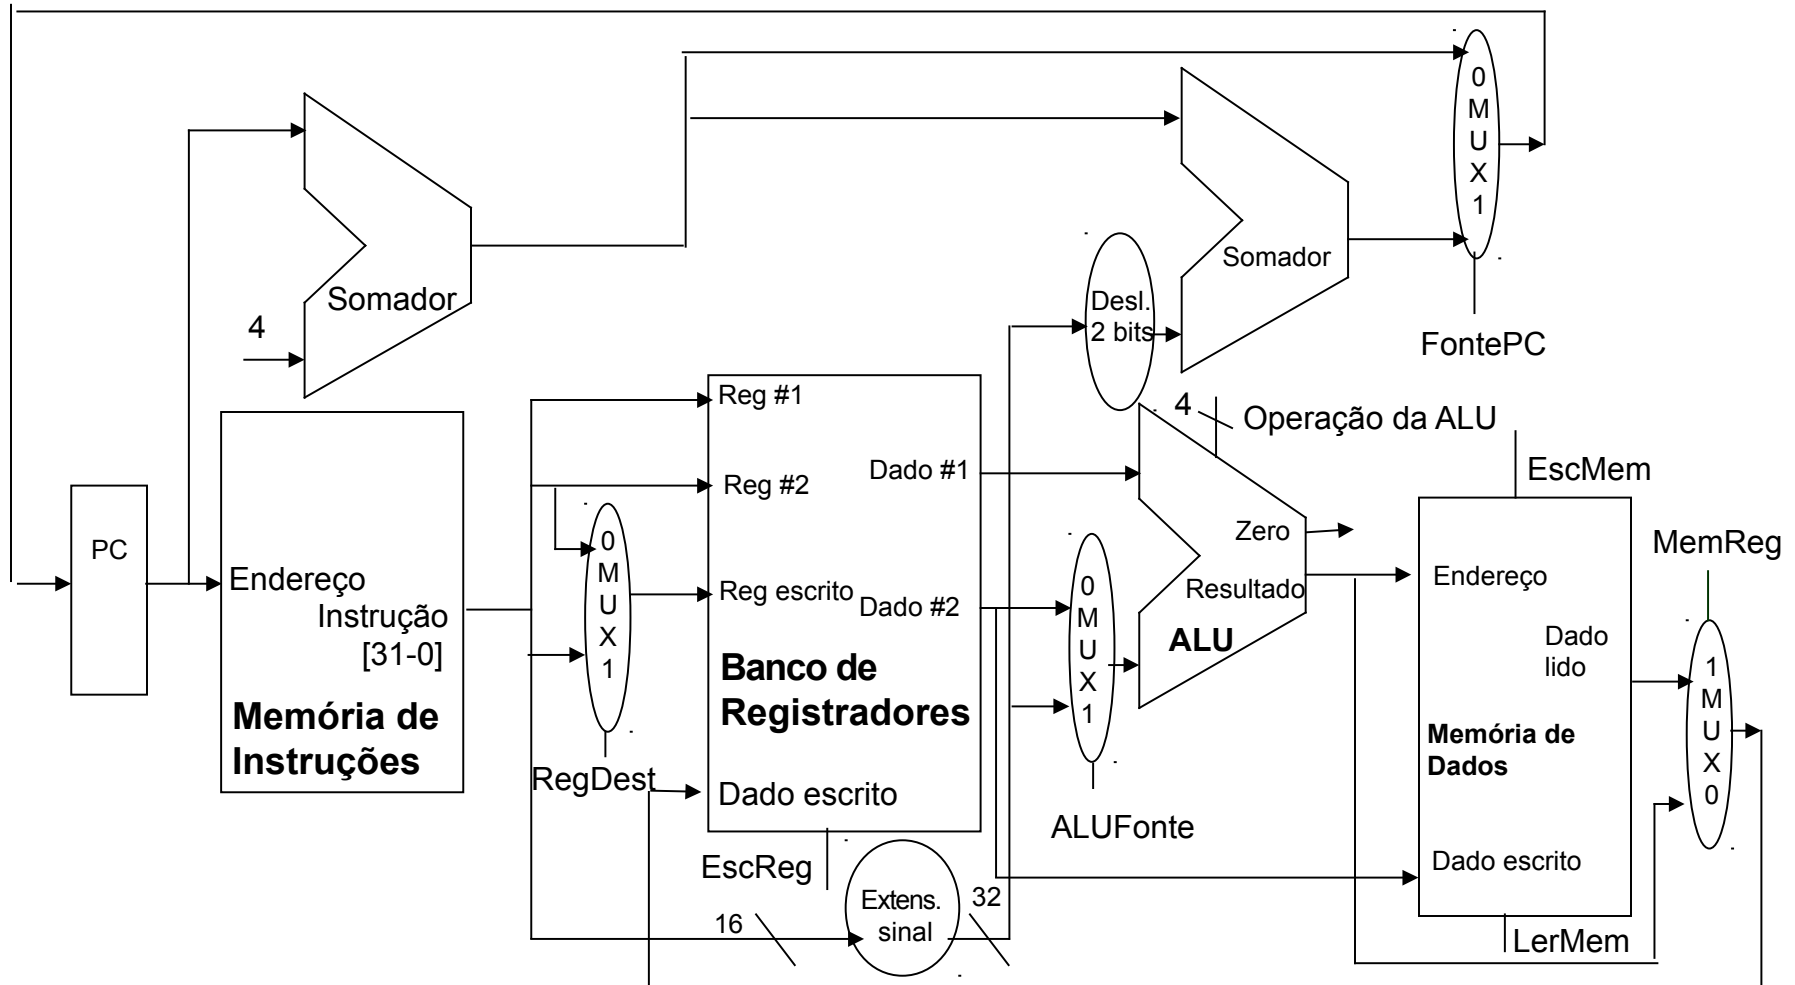 0
M
U
X
1
Somador
4
Somador
Desl.
2 bits
FontePC
4
Operação da ALU
Reg #1
Reg #2
Dado #1
EscMem
PC
Endereço
Instrução
[31-0]
Memória de
Instruções
0
M
U
X
1
RegDest
Reg escrito
Dado #2
Banco de
Registradores
Dado escrito
EscReg
0
M
U
X
1
ALUFonte
Zero
Resultado
ALU
Endereço
Dado
lido
Memória de
Dados
Dado escrito
LerMem
MemReg
1
M
U
X
0
16
Extens.
sinal
32